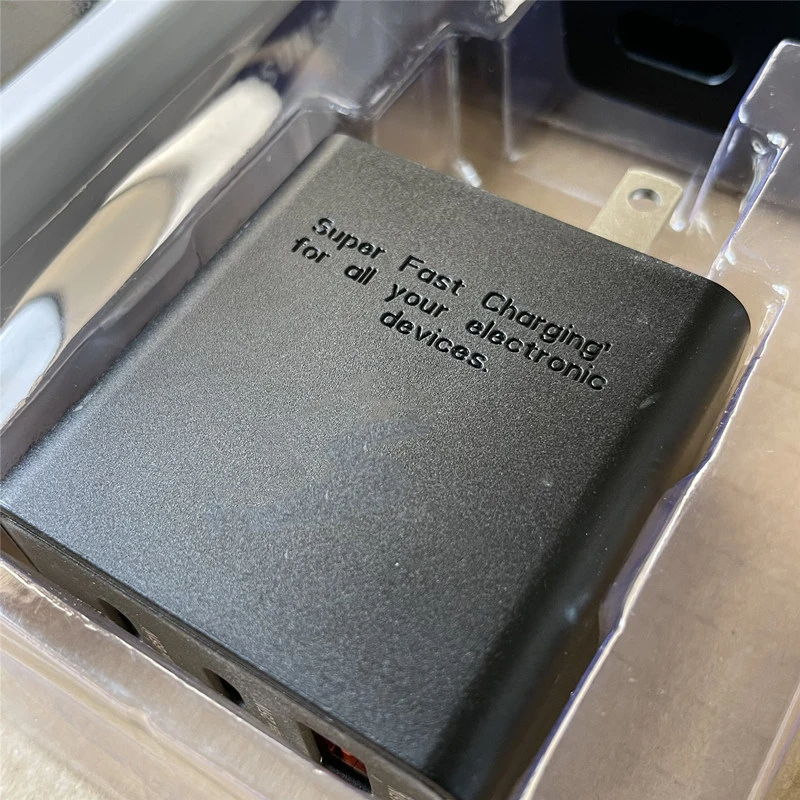 Super Fast Charging'
for all your electronic
devices.